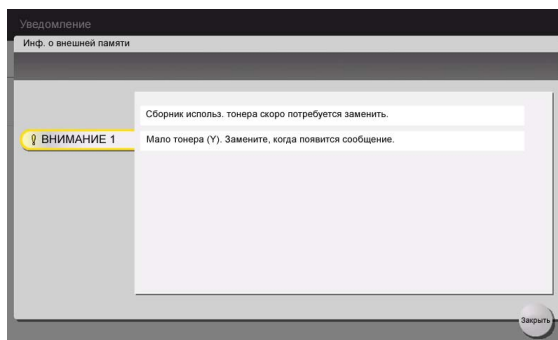 Уведомление
Инф. о внешней памяти
Сборник использ. тонера скоро потребуется заменить.
ВНИМАНИЕ 1
Мало тонера (Y). Замените, когда появится сообщение.
Закрыть